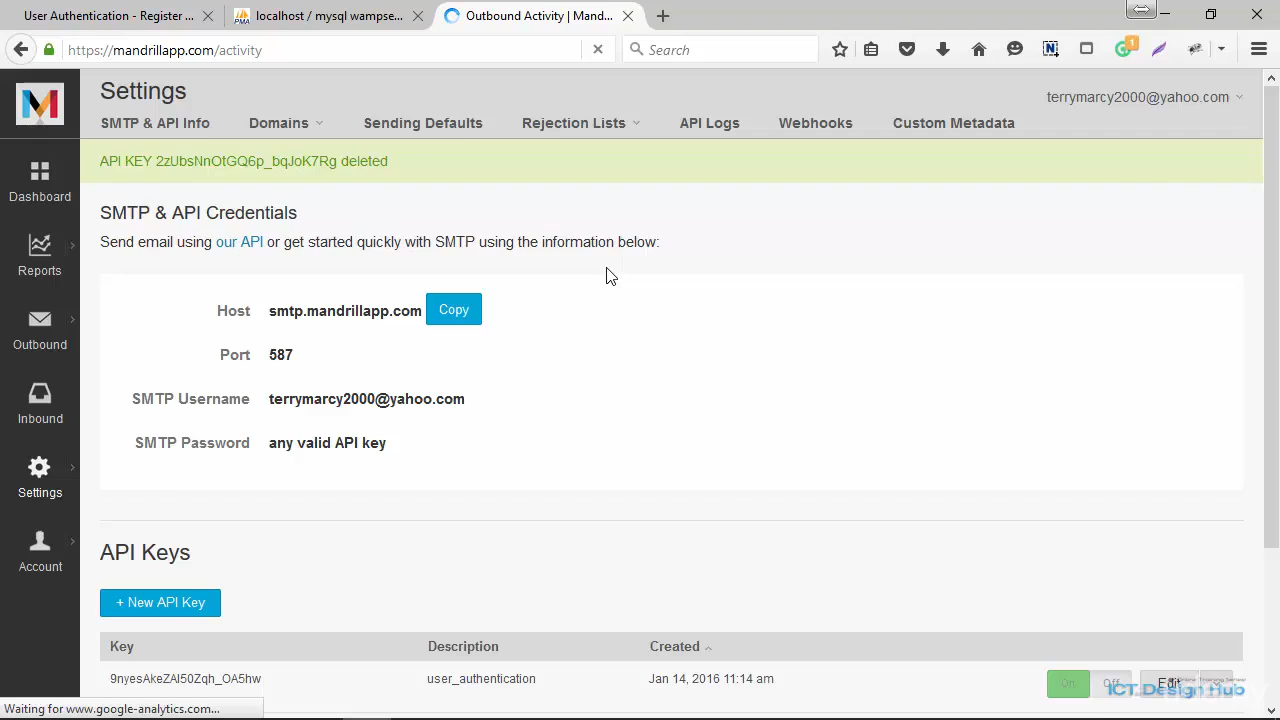 User Authentication - Register ...
localhost / mysql wampse...
Outbound Activity | Mand...
https://mandrillapp.com/activity
Search
Settings
terrymarcy2000@yahoo.com
SMTP & API Info
Domains
Sending Defaults
Rejection Lists
API Logs
Webhooks
Custom Metadata
API KEY 2zUbsNnOtGQ6p_bqJoK7Rg deleted
Dashboard
Reports
Outbound
Inbound
Settings
Account
SMTP & API Credentials
Send email using our API or get started quickly with SMTP using the information below:
Host smtp.mandrillapp.com Copy
Port 587
SMTP Username terrymarcy2000@yahoo.com
SMTP Password any valid API key
API Keys
+ New API Key
Key Description Created
9nyesAkeZAl50Zqh_OA5hw user_authentication Jan 14, 2016 11:14 am On Off Edit
ICT.Design Hub
Waiting for www.google-analytics.com...